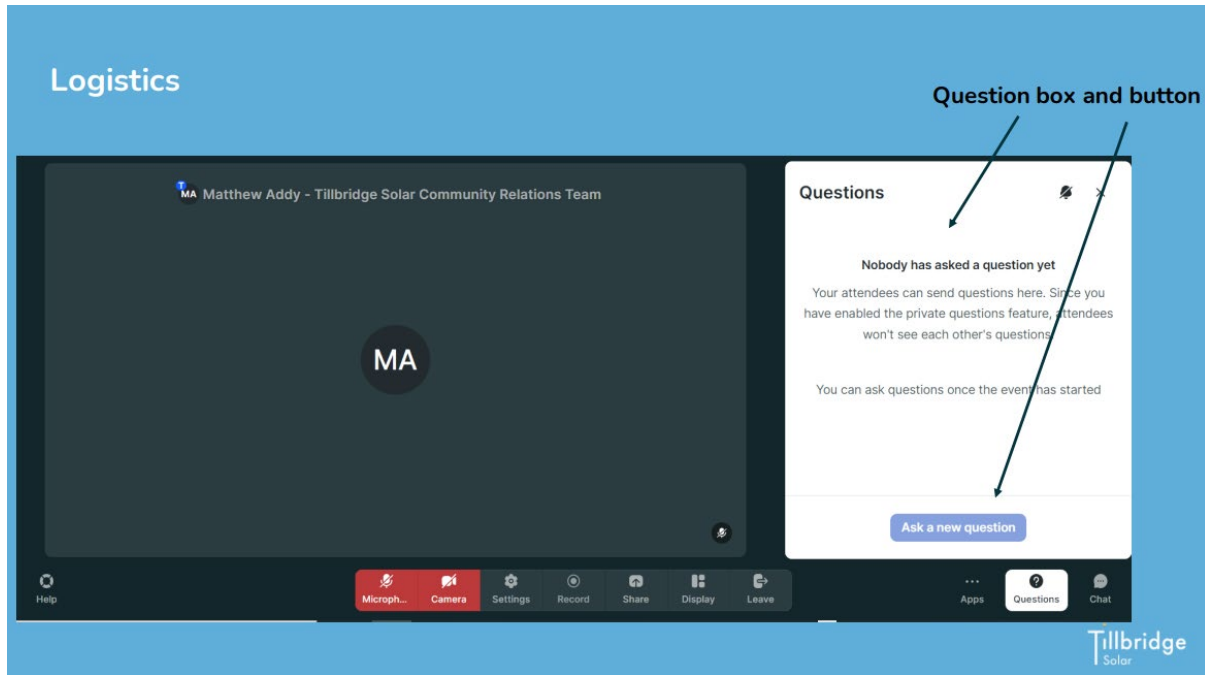 Logistics
Question box and button
MA Matthew Addy - Tillbridge Solar Community Relations Team
MA
Questions
Nobody has asked a question yet
Your attendees can send questions here. Since you
have enabled the private questions feature, attendees
won't see each other's questions.
You can ask questions once the event has started
Ask a new question
Help
Microph...
Camera
Settings
Record
Share
Display
Leave
Apps
Questions
Chat
Tillbridge
Solar